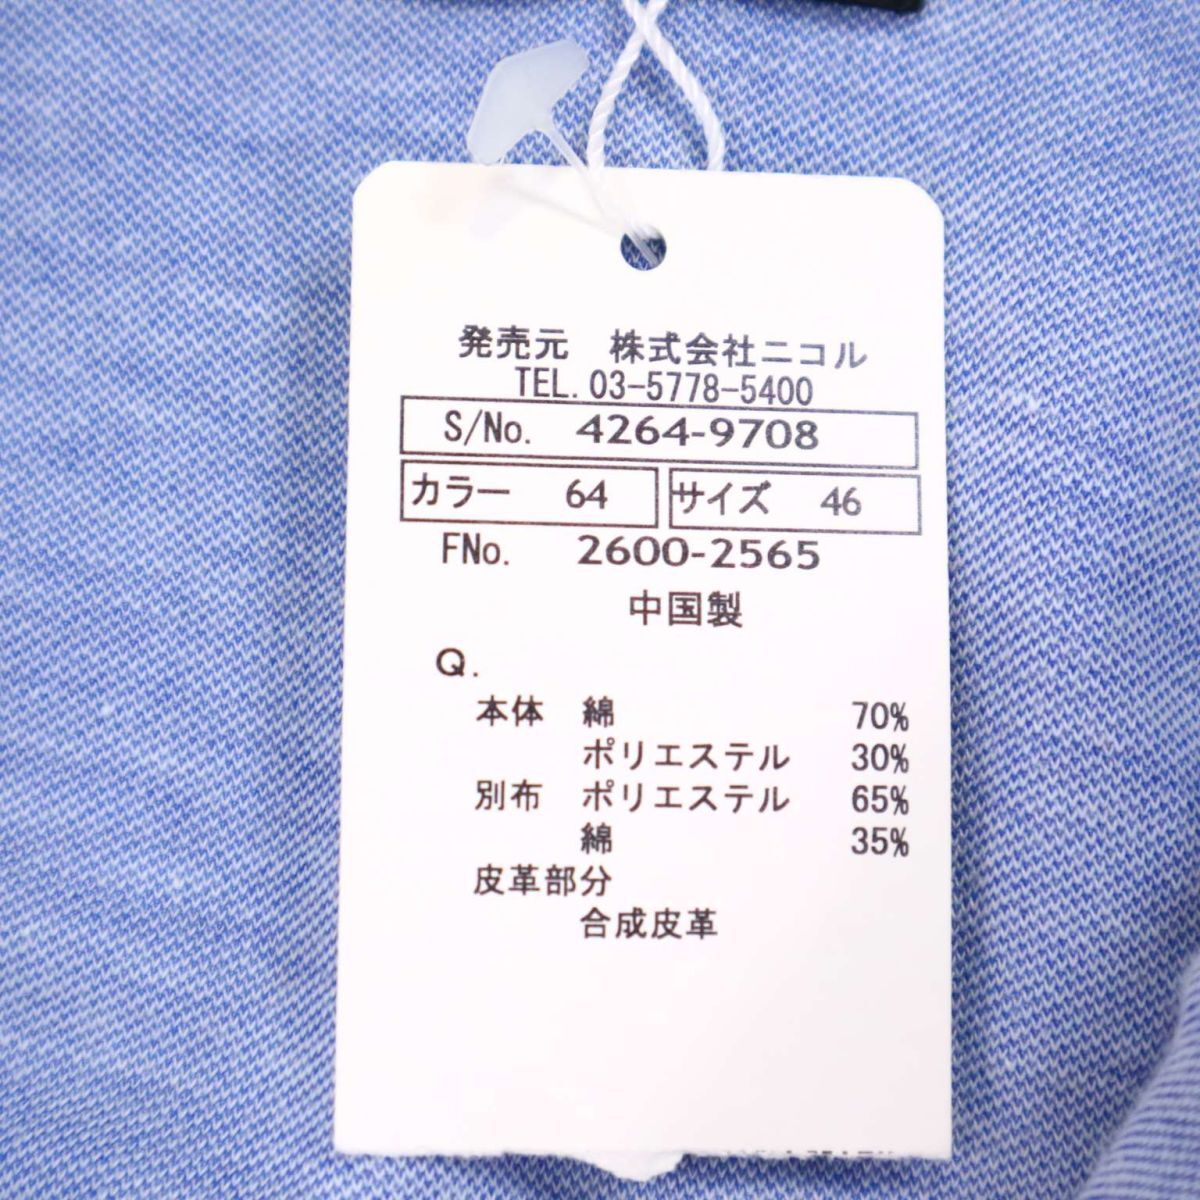 発売元　株式会社ニコル
TEL. 03-5778-5400
S/No. 4264-9708
カラー 64 サイズ 46
FNo. 2600-2565
中国製
Q.
本体 綿 70%
ポリエステル 30%
別布 ポリエステル 65%
綿 35%
皮革部分
合成皮革